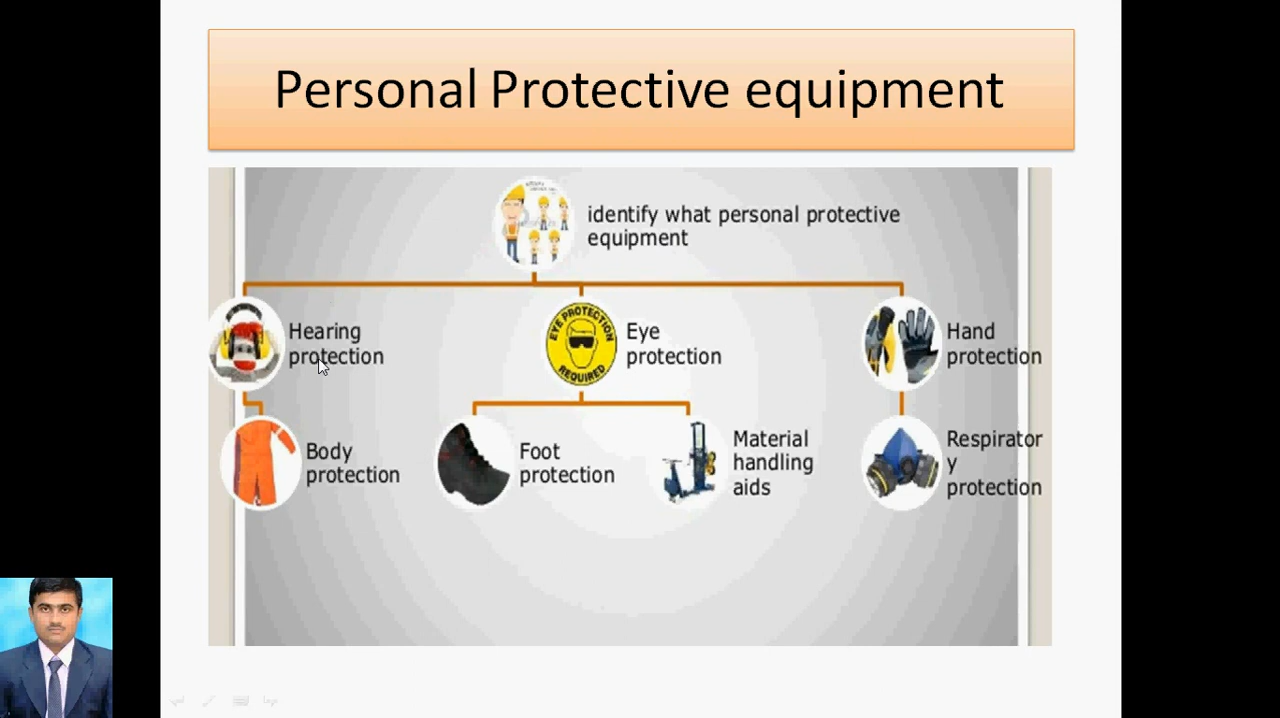 Personal Protective equipment
identify what personal protective
equipment
Hearing
protection
EYE PROTECTION
REQUIRED
Eye
protection
Hand
protection
Body
protection
Foot
protection
Material
handling
aids
Respirator
y
protection